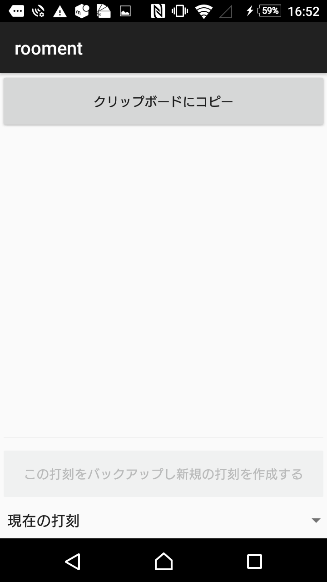 59% 16:52
rooment
クリップボードにコピー
この打刻をバックアップし新規の打刻を作成する
現在の打刻